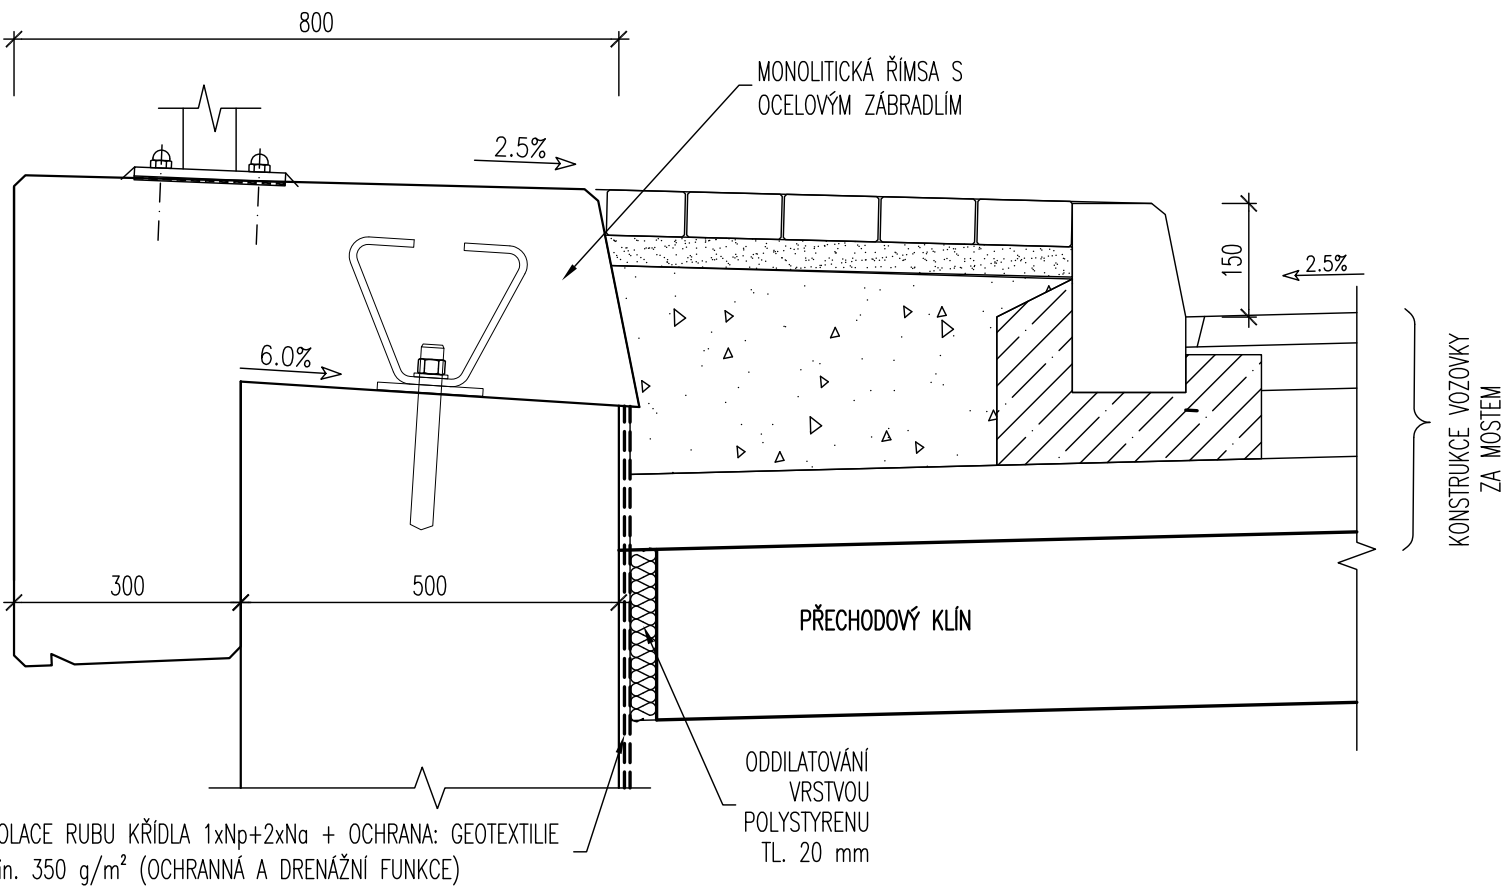 800
MONOLITICKÁ ŘÍMSA S
OCELOVÝM ZÁBRADLÍM
2.5%
150
2.5%
6.0%
KONSTRUKCE VOZOVKY
ZA MOSTEM
300
500
PŘECHODOVÝ KLÍN
ODDILATOVÁNÍ
VRSTVOU
POLYSTYRENU
TL. 20 mm
OLACE RUBU KŘÍDLA 1xNp+2xNa + OCHRANA: GEOTEXTILIE
in. 350 g/m² (OCHRANNÁ A DRENÁŽNÍ FUNKCE)